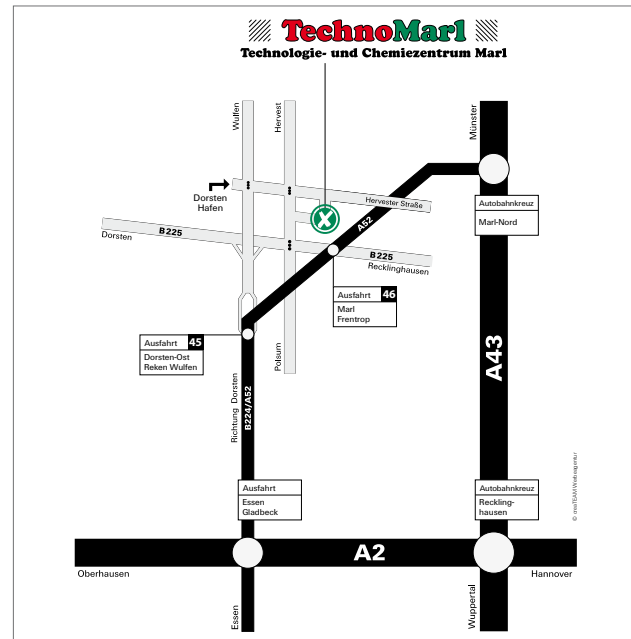 TechnoMarl
Technologie- und Chemiezentrum Marl
Wulfen
Hervest
Münster
Dorsten
Hafen
Hervester Straße
Autobahnkreuz
Marl-Nord
A52
Dorsten
B 225
B 225
Recklinghausen
Ausfahrt 46
Marl
Frentrop
Ausfahrt 45
Dorsten-Ost
Reken Wulfen
Polsum
A43
Richtung Dorsten
B224/A52
Ausfahrt
Essen
Gladbeck
Autobahnkreuz
Reckling-
hausen
A2
Oberhausen
Hannover
Essen
Wuppertal